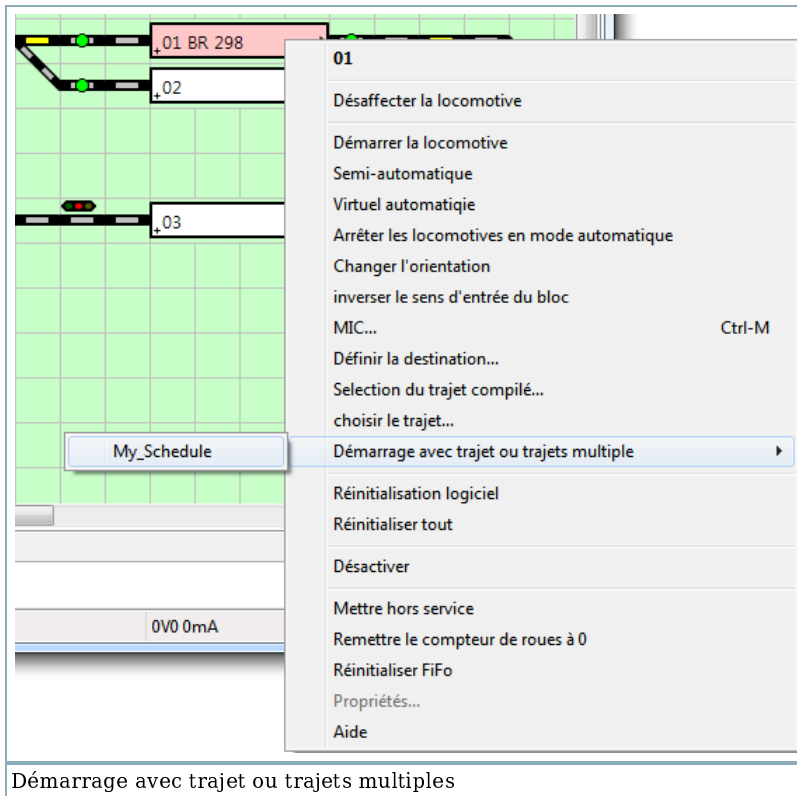 01 BR 298
02
03
01
Désaffecter la locomotive
Démarrer la locomotive
Semi-automatique
Virtuel automatiqie
Arrêter les locomotives en mode automatique
Changer l'orientation
inverser le sens d'entrée du bloc
MIC... Ctrl-M
Définir la destination...
Selection du trajet compilé...
choisir le trajet...
Démarrage avec trajet ou trajets multiple
My_Schedule
Réinitialisation logiciel
Réinitialiser tout
Désactiver
Mettre hors service
Remettre le compteur de roues à 0
Réinitialiser FiFo
Propriétés...
Aide
0V0 0mA
Démarrage avec trajet ou trajets multiples